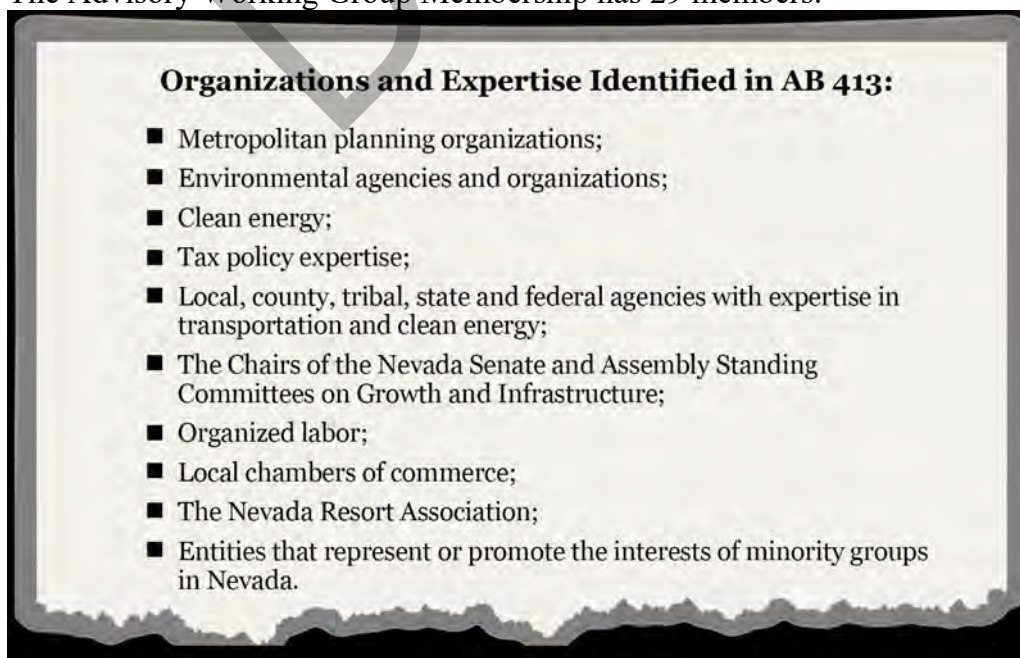 The Advisory Working Group Membership has 29 members.
Organizations and Expertise Identified in AB 413:
■ Metropolitan planning organizations;
■ Environmental agencies and organizations;
■ Clean energy;
■ Tax policy expertise;
■ Local, county, tribal, state and federal agencies with expertise in
transportation and clean energy;
■ The Chairs of the Nevada Senate and Assembly Standing
Committees on Growth and Infrastructure;
■ Organized labor;
■ Local chambers of commerce;
■ The Nevada Resort Association;
■ Entities that represent or promote the interests of minority groups
in Nevada.